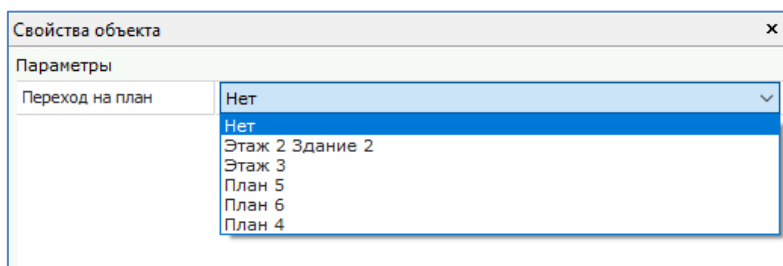 Свойства объекта
Параметры
Переход на план Нет
Нет
Этаж 2 Здание 2
Этаж 3
План 5
План 6
План 4